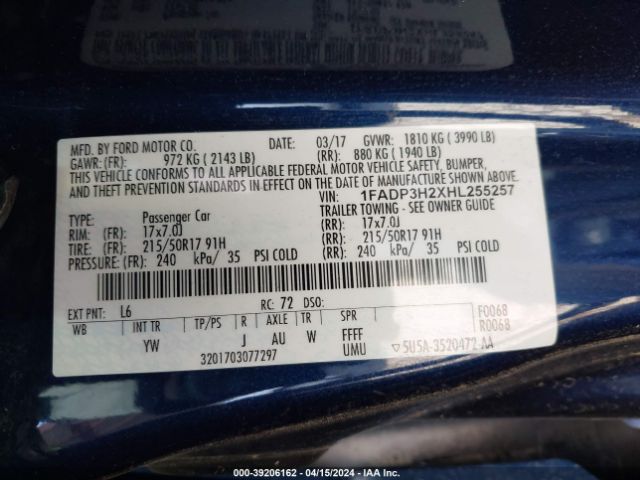 MFD. BY FORD MOTOR CO.
DATE: 03/17 GVWR: 1810 KG ( 3990 LB)
GAWR: (FR): 972 KG ( 2143 LB) (RR): 880 KG ( 1940 LB)
THIS VEHICLE CONFORMS TO ALL APPLICABLE FEDERAL MOTOR VEHICLE SAFETY, BUMPER,
AND THEFT PREVENTION STANDARDS IN EFFECT ON THE DATE OF MANUFACTURE SHOWN ABOVE.
VIN: 1FADP3H2XHL255257
TYPE: Passenger Car TRAILER TOWING - SEE OWNER GUIDE
RIM: (FR): 17x7.0J (RR): 17x7.0J
TIRE: (FR): 215/50R17 91H (RR): 215/50R17 91H
PRESSURE: (FR): 240 kPa/ 35 PSI COLD (RR): 240 kPa/ 35 PSI COLD
EXT PNT: L6 RC: 72 DSO: F0068
WB INT TR TP/PS R AXLE TR SPR R0068
YW J AU W FFFF
3201703077297 UMU ▽5U5A-3520472-AA
000-39206162 - 04/15/2024 - IAA Inc.